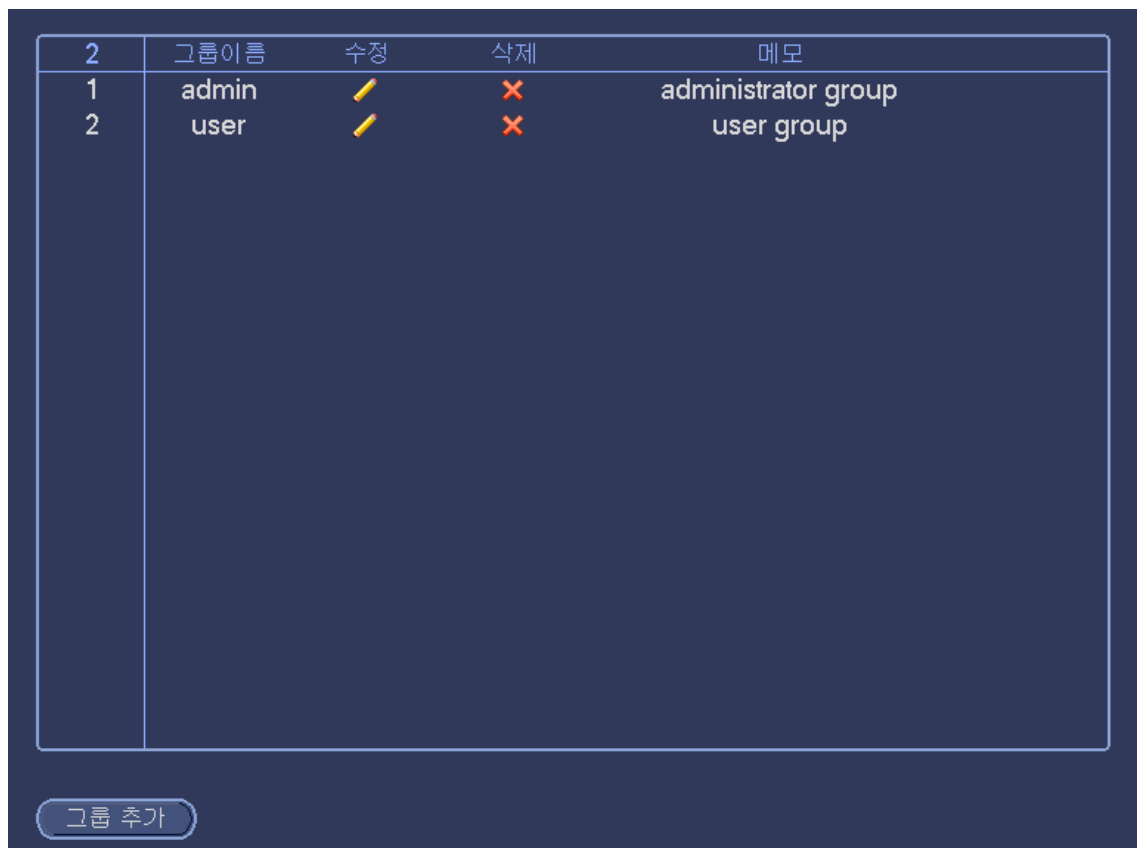 2 그룹이름 수정 삭제 메모
1 admin administrator group
2 user user group
그룹 추가